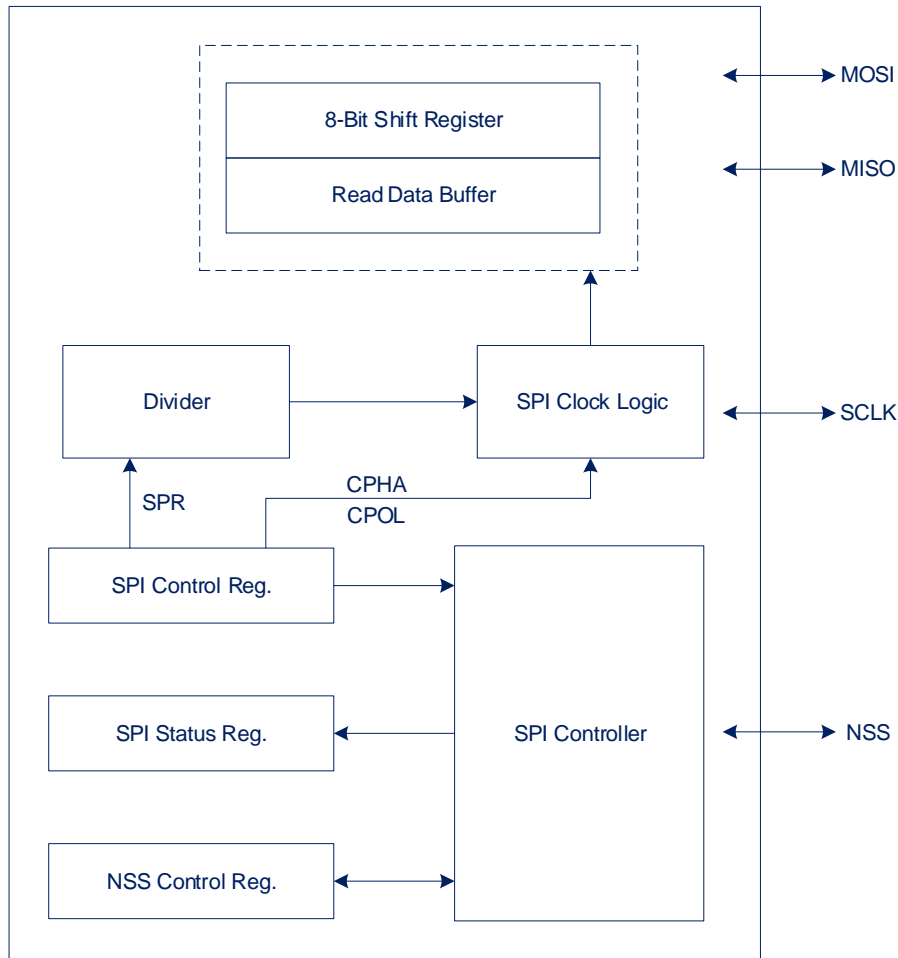 MOSI
8-Bit Shift Register
MISO
Read Data Buffer
Divider
SPI Clock Logic
SCLK
CPHA
SPR
CPOL
SPI Control Reg.
SPI Status Reg.
SPI Controller
NSS
NSS Control Reg.